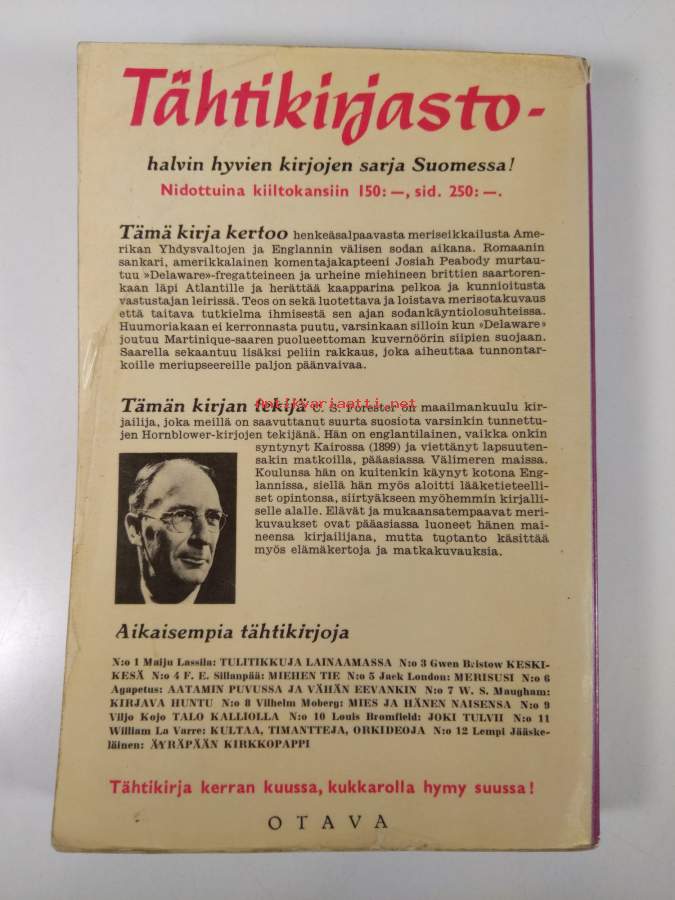 Tähtikirjasto-
halvin hyvien kirjojen sarja Suomessa!
Nidottuina kiiltokansiin 150:—, sid. 250:—.
Tämä kirja kertoo henkeäsalpaavasta meriseikkailusta Ame-
rikan Yhdysvaltojen ja Englannin välisen sodan aikana. Romaanin
sankari, amerikkalainen komentajakapteeni Josiah Peabody murtau-
tuu »Delaware»-fregatteineen ja urheine miehineen brittien saartoren-
kaan läpi Atlantille ja herättää kaapparina pelkoa ja kunnioitusta
vastustajan leirissä. Teos on sekä luotettava ja loistava merisotakuvaus
että taitava tutkielma ihmisestä sen ajan sodankäyntiolosuhteissa.
Huumoriakaan ei kerronnasta puutu, varsinkaan silloin kun »Delaware»
joutuu Martinique-saaren puolueettoman kuvernöörin siipien suojaan.
Saarella sekaantuu lisäksi peliin rakkaus, joka aiheuttaa tunnontar-
koille meriupseereille paljon päänvaivaa.
antikvariaatti.net
Tämän kirjan tekijä C. S. Forester on maailmankuulu kir-
jailija, joka meillä on saavuttanut suurta suosiota varsinkin tunnettu-
jen Hornblower-kirjojen tekijänä. Hän on englantilainen, vaikka onkin
syntynyt Kairossa (1899) ja viettänyt lapsuuten-
sakin matkoilla, pääasiassa Välimeren maissa.
Koulunsa hän on kuitenkin käynyt kotona Eng-
lannissa, siellä hän myös aloitti lääketieteelli-
set opintonsa, siirtyäkseen myöhemmin kirjalli-
selle alalle. Elävät ja mukaansatempaavat meri-
kuvaukset ovat pääasiassa luoneet hänen mai-
neensa kirjailijana, mutta tuotanto käsittää
myös elämäkertoja ja matkakuvauksia.
Aikaisempia tähtikirjoja
N:o 1 Maiju Lassila: TULITIKKUJA LAINAAMASSA N:o 3 Gwen Bristow KESKI-
KESÄ N:o 4 F. E. Sillanpää: MIEHEN TIE N:o 5 Jack London: MERISUSI N:o 6
Agapetus: AATAMIN PUVUSSA JA VÄHÄN EEVANKIN N:o 7 W. S. Maugham:
KIRJAVA HUNTU N:o 8 Vilhelm Moberg: MIES JA HÄNEN NAISENSA N:o 9
Viljo Kojo TALO KALLIOLLA N:o 10 Louis Bromfield: JOKI TULVII N:o 11
William La Varre: KULTAA, TIMANTTEJA, ORKIDEOJA N:o 12 Lempi Jääske-
läinen: ÄYRÄPÄÄN KIRKKOPAPPI
Tähtikirja kerran kuussa, kukkarolla hymy suussa!
OTAVA